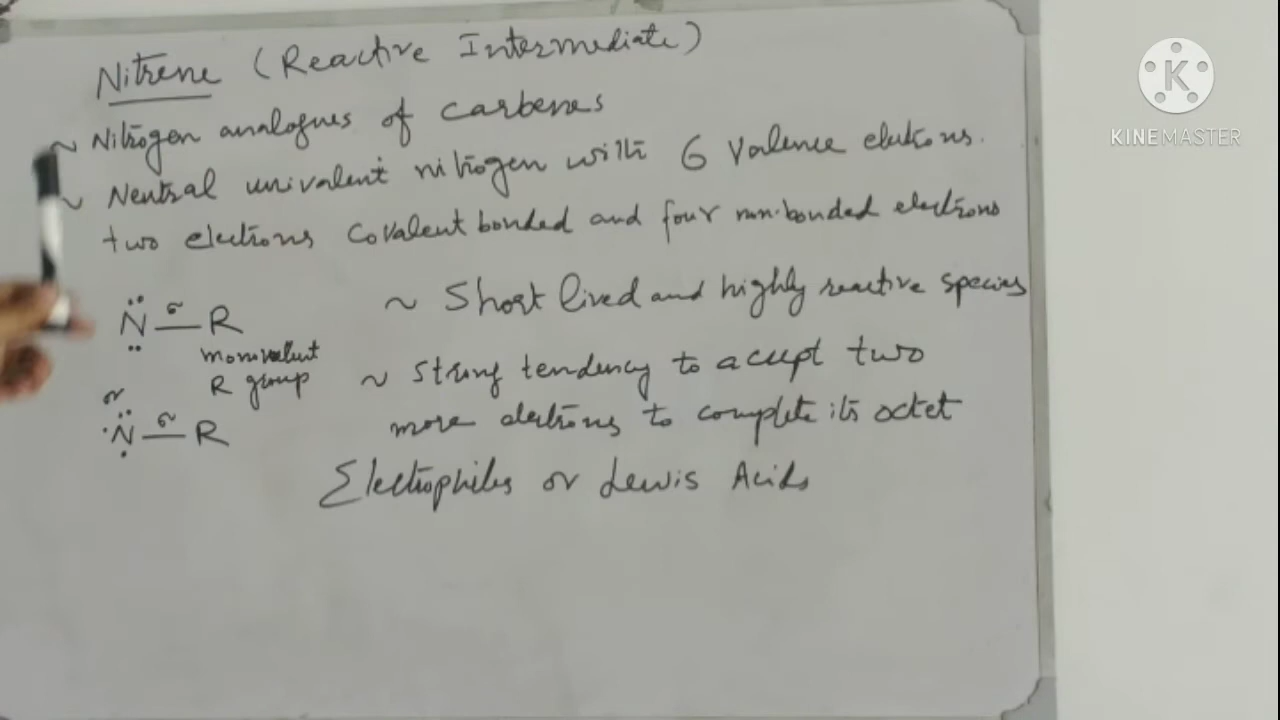 Nitrene (Reactive Intermediate)
~ Nitrogen analogues of carbenes
~ Neutral univalent nitrogen with 6 valence electrons.
two electrons covalent bonded and four non-bonded electrons
N σ R
monovalent
R group
or
N σ R
~ Short lived and highly reactive species
~ strong tendency to accept two
more electrons to complete its octet
Electrophiles or Lewis Acids
K
KINEMASTER